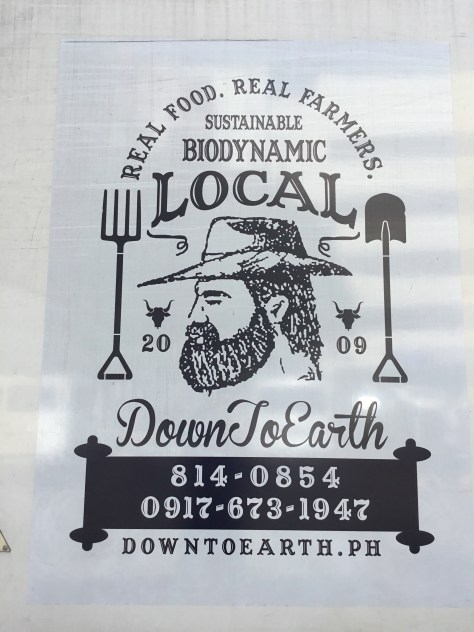 REAL FOOD. REAL FARMERS.
SUSTAINABLE
BIODYNAMIC
LOCAL
20 09
DownToEarth
814-0854
0917-673-1947
DOWNTOEARTH.PH